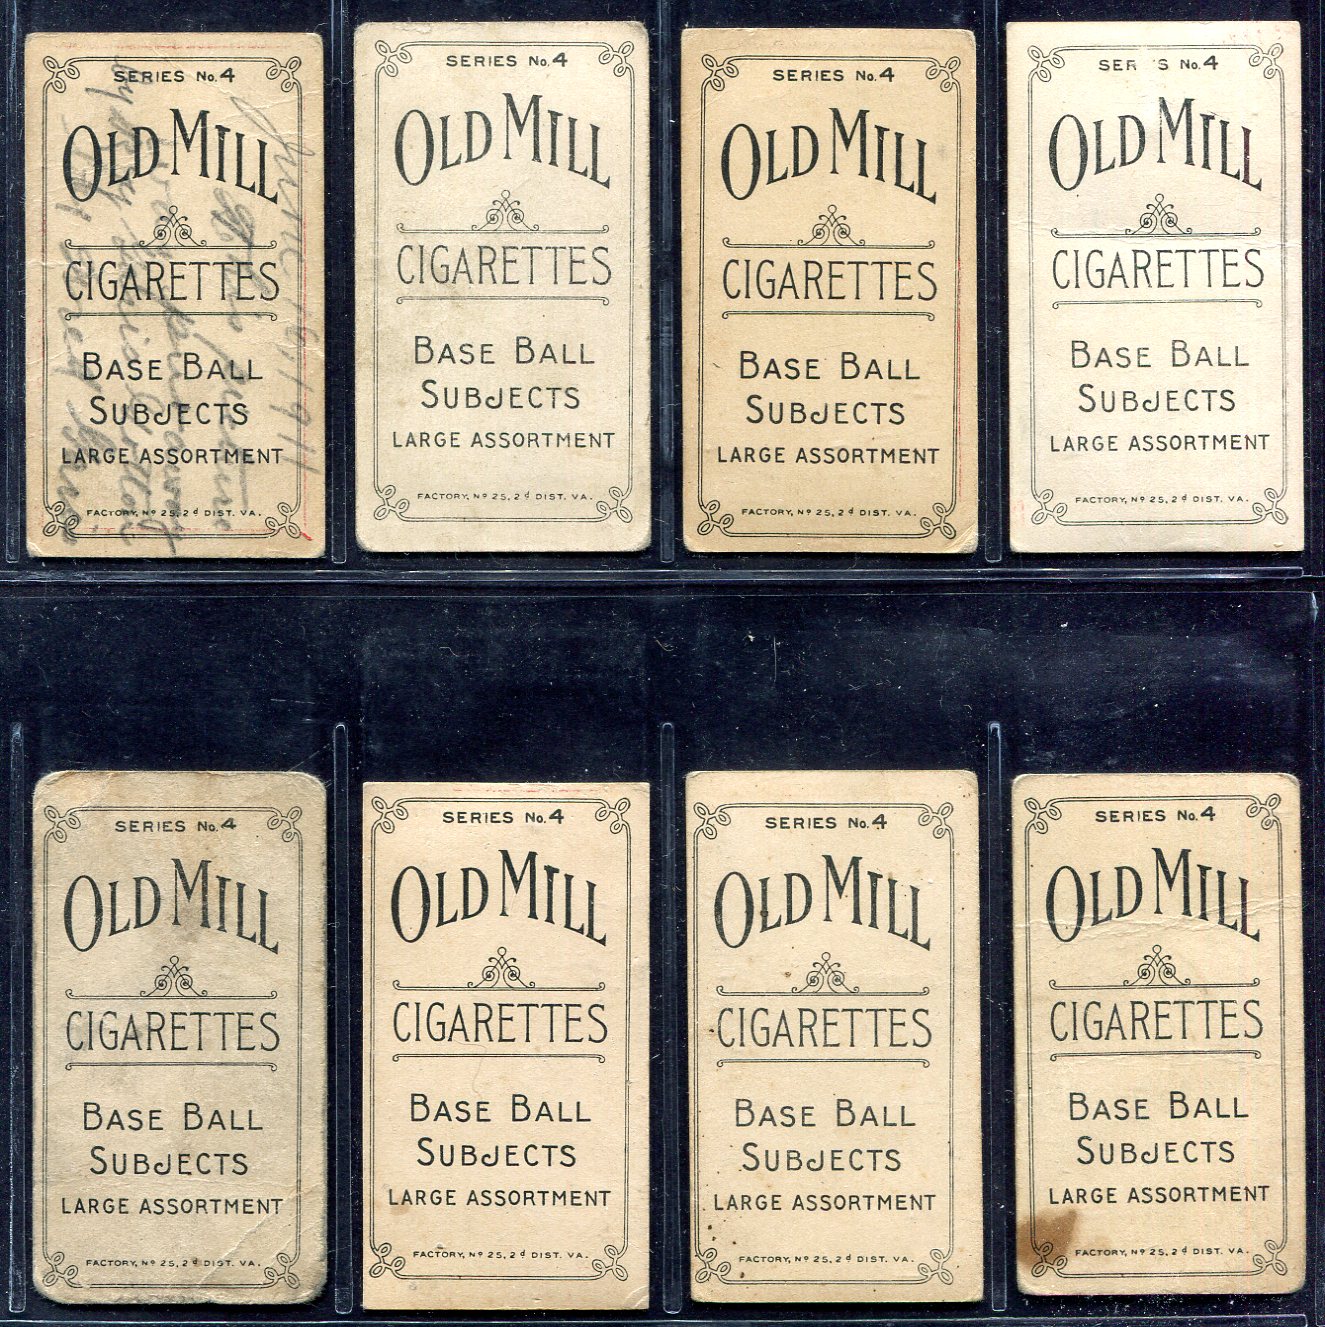 SERIES No. 4
OLD MILL
CIGARETTES
BASE BALL
SUBJECTS
LARGE ASSORTMENT
FACTORY, Nº 25, 2d DIST. VA.
June 19 1911
This picture
SERIES No. 4
OLD MILL
CIGARETTES
BASE BALL
SUBJECTS
LARGE ASSORTMENT
FACTORY, Nº 25, 2d DIST. VA.
SERIES No. 4
OLD MILL
CIGARETTES
BASE BALL
SUBJECTS
LARGE ASSORTMENT
FACTORY, Nº 25, 2d DIST. VA.
SER S No. 4
OLD MILL
CIGARETTES
BASE BALL
SUBJECTS
LARGE ASSORTMENT
FACTORY, Nº 25, 2d DIST. VA.
SERIES No. 4
OLD MILL
CIGARETTES
BASE BALL
SUBJECTS
LARGE ASSORTMENT
FACTORY, Nº 25, 2d DIST. VA.
SERIES No. 4
OLD MILL
CIGARETTES
BASE BALL
SUBJECTS
LARGE ASSORTMENT
FACTORY, Nº 25, 2d DIST. VA.
SERIES No. 4
OLD MILL
CIGARETTES
BASE BALL
SUBJECTS
LARGE ASSORTMENT
FACTORY, Nº 25, 2d DIST. VA.
SERIES No. 4
OLD MILL
CIGARETTES
BASE BALL
SUBJECTS
LARGE ASSORTMENT
FACTORY, Nº 25, 2d DIST. VA.